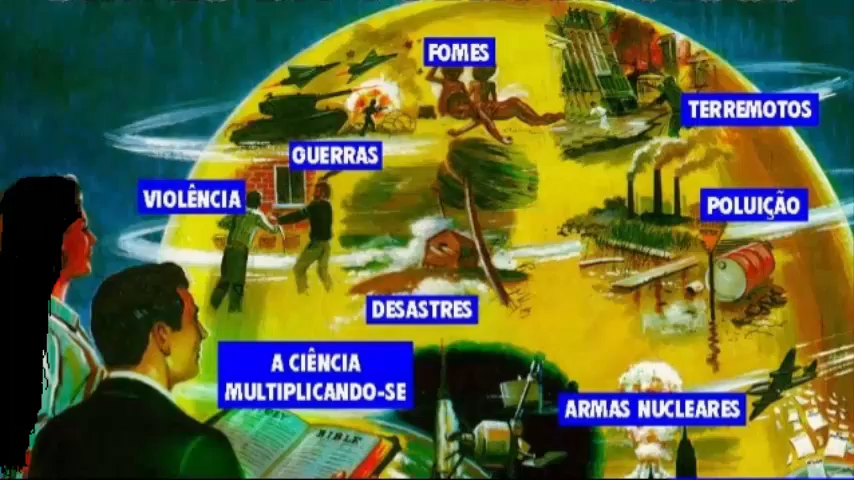 FOMES
TERREMOTOS
GUERRAS
VIOLÊNCIA
POLUIÇÃO
DESASTRES
A CIÊNCIA
MULTIPLICANDO-SE
ARMAS NUCLEARES
BIBLE